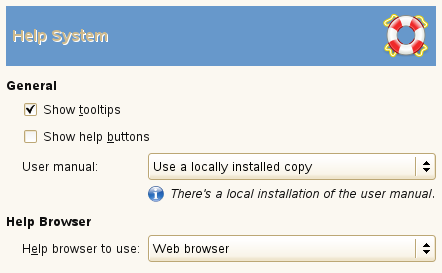 Help System
General
Show tooltips
Show help buttons
User manual: Use a locally installed copy
There's a local installation of the user manual.
Help Browser
Help browser to use: Web browser